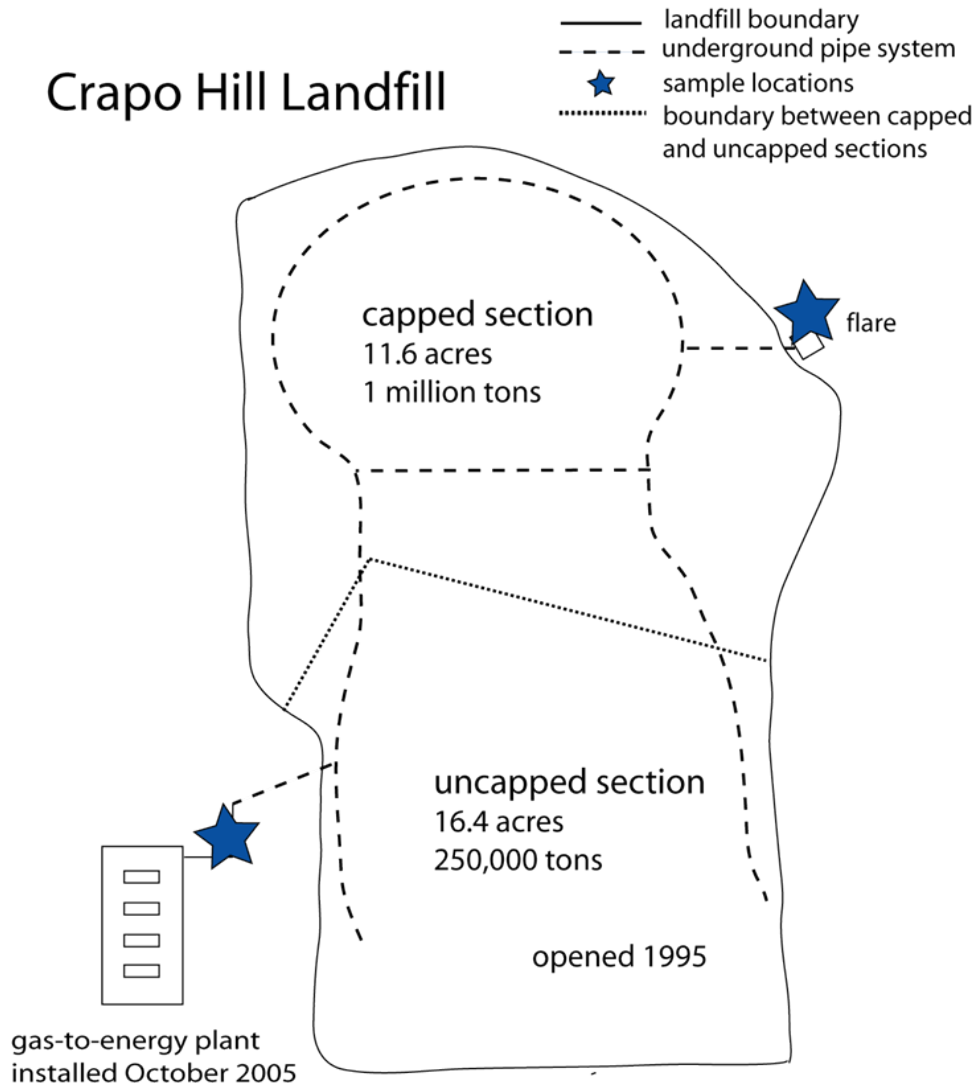 landfill boundary
underground pipe system
sample locations
boundary between capped
and uncapped sections
Crapo Hill Landfill
capped section
11.6 acres
1 million tons
flare
uncapped section
16.4 acres
250,000 tons
opened 1995
gas-to-energy plant
installed October 2005